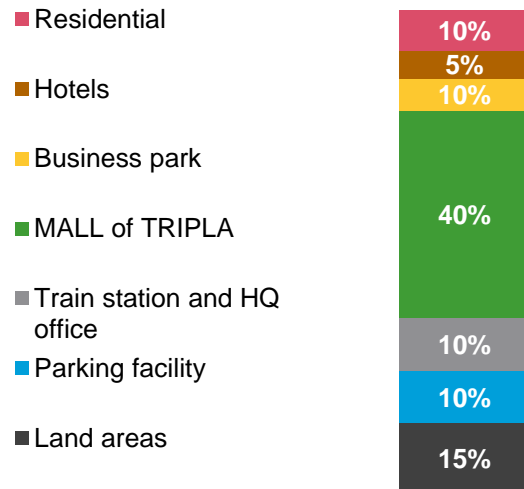 Residential
Hotels
Business park
MALL of TRIPLA
Train station and HQ
office
Parking facility
Land areas
10%
5%
10%
40%
10%
10%
15%